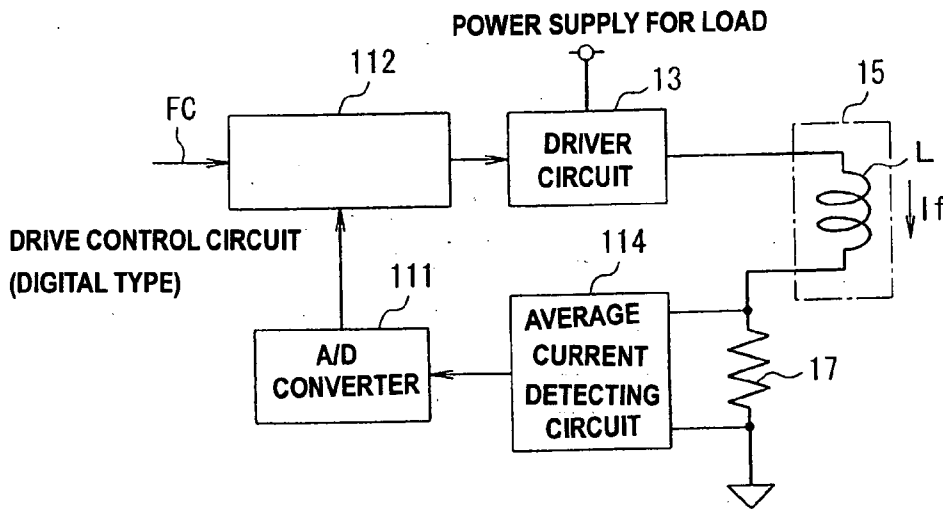 POWER SUPPLY FOR LOAD
112
13
15
FC
DRIVER
CIRCUIT
L
If
DRIVE CONTROL CIRCUIT
(DIGITAL TYPE)
114
111
AVERAGE
CURRENT
DETECTING
CIRCUIT
A/D
CONVERTER
17